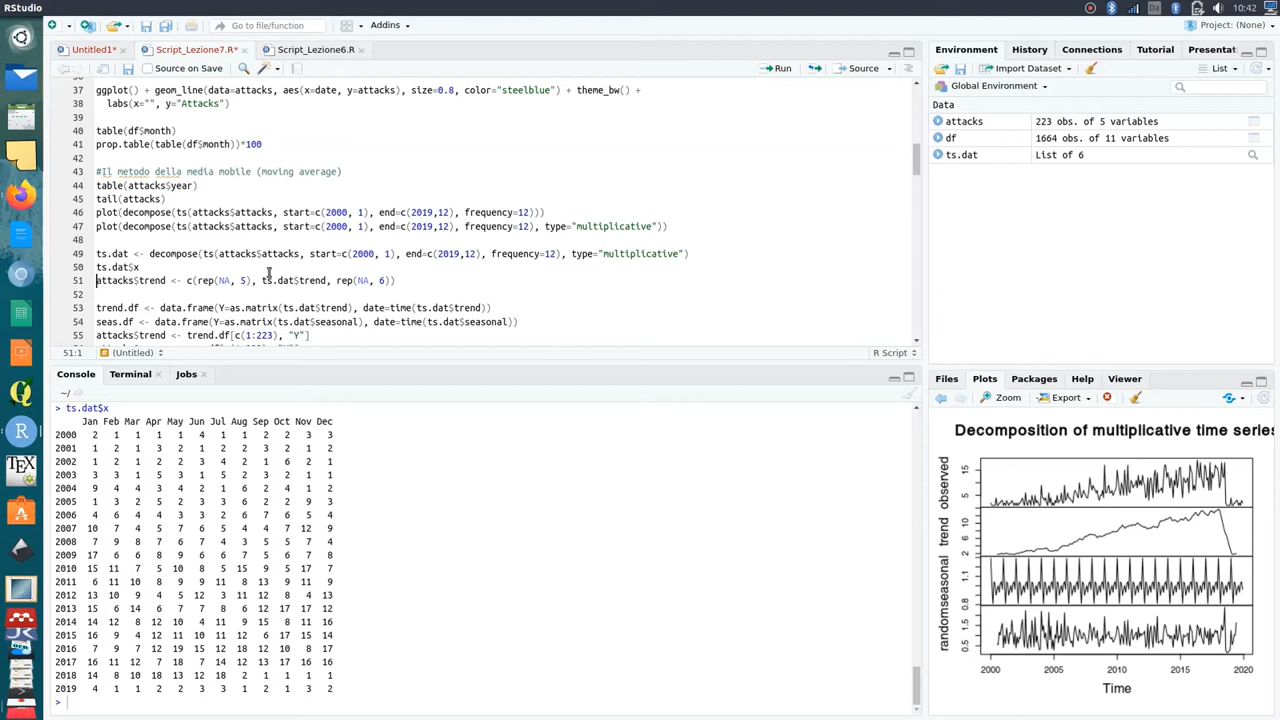 RStudio
Da
10:42
Go to file/function
Addins
Project: (None)
Untitled1*
Script_Lezione7.R*
Script_Lezione6.R
Source on Save
Run
Source
37 ggplot() + geom_line(data=attacks, aes(x=date, y=attacks), size=0.8, color="steelblue") + theme_bw() +
38 labs(x="", y="Attacks")
39
40 table(df$month)
41 prop.table(table(df$month))*100
42
43 #Il metodo della media mobile (moving average)
44 table(attacks$year)
45 tail(attacks)
46 plot(decompose(ts(attacks$attacks, start=c(2000, 1), end=c(2019,12), frequency=12)))
47 plot(decompose(ts(attacks$attacks, start=c(2000, 1), end=c(2019,12), frequency=12), type="multiplicative"))
48
49 ts.dat <- decompose(ts(attacks$attacks, start=c(2000, 1), end=c(2019,12), frequency=12), type="multiplicative")
50 ts.dat$x
51 attacks$trend <- c(rep(NA, 5), ts.dat$trend, rep(NA, 6))
52
53 trend.df <- data.frame(Y=as.matrix(ts.dat$trend), date=time(ts.dat$trend))
54 seas.df <- data.frame(Y=as.matrix(ts.dat$seasonal), date=time(ts.dat$seasonal))
55 attacks$trend <- trend.df[c(1:223), "Y"]
51:1 (Untitled) R Script
Console Terminal Jobs
~/
> ts.dat$x
Jan Feb Mar Apr May Jun Jul Aug Sep Oct Nov Dec
2000 2 1 1 1 1 4 1 1 2 2 3 3
2001 1 2 1 3 2 1 2 2 3 2 1 2
2002 1 2 1 2 2 3 4 2 1 6 2 1
2003 3 3 1 5 3 1 5 2 3 2 1 1
2004 9 4 4 3 4 2 1 6 2 4 1 2
2005 1 3 2 5 2 3 3 6 2 2 9 3
2006 4 6 4 4 3 3 2 6 7 6 5 4
2007 10 7 4 5 7 6 5 4 4 7 12 9
2008 7 9 8 7 6 8 4 3 5 5 7 4
2009 17 6 6 8 9 6 6 7 5 6 7 8
2010 15 11 7 5 10 8 5 15 9 5 17 7
2011 6 11 10 8 9 9 11 8 13 9 11 9
2012 13 10 9 4 5 12 3 11 12 8 4 13
2013 15 6 14 6 7 7 8 6 12 17 17 12
2014 14 12 8 12 10 4 11 9 15 8 11 16
2015 16 9 4 12 11 10 11 12 6 17 15 14
2016 7 9 7 12 19 15 12 18 12 10 8 17
2017 16 11 12 7 18 7 14 12 13 17 16 16
2018 14 8 10 18 13 12 18 2 1 1 1 1
2019 4 1 1 2 2 3 3 1 2 1 3 2
>
Environment History Connections Tutorial Presentat
Import Dataset List
Global Environment
Data
attacks 223 obs. of 5 variables
df 1664 obs. of 11 variables
ts.dat List of 6
Files Plots Packages Help Viewer
Zoom Export
Decomposition of multiplicative time series
observed
15
5
trend
10
6
2
seasonal
1.1
0.8
random
1.5
0.5
2000 2005 2010 2015 2020
Time